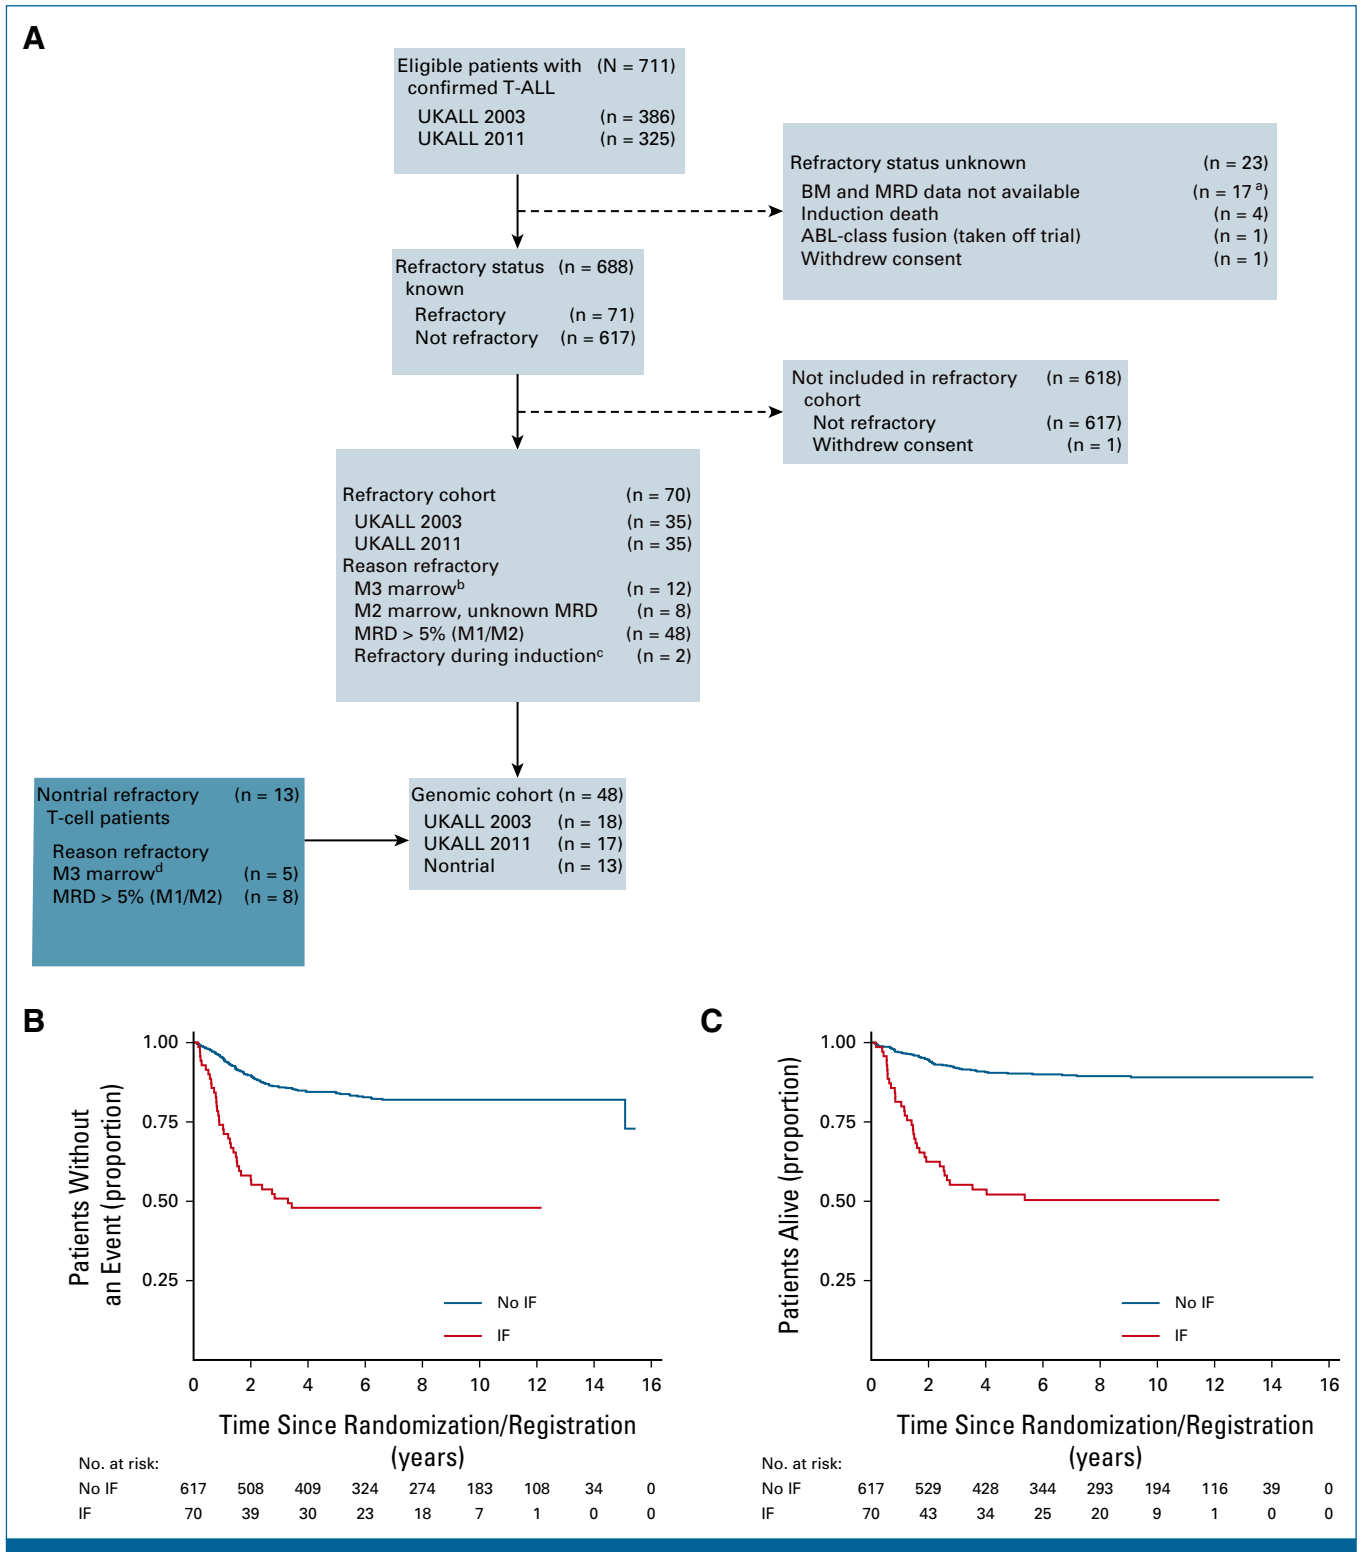 A
Eligible patients with (N = 711)
confirmed T-ALL
UKALL 2003 (n = 386)
UKALL 2011 (n = 325)
Refractory status unknown (n = 23)
BM and MRD data not available (n = 17 a)
Induction death (n = 4)
ABL-class fusion (taken off trial) (n = 1)
Withdrew consent (n = 1)
Refractory status (n = 688)
known
Refractory (n = 71)
Not refractory (n = 617)
Not included in refractory (n = 618)
cohort
Not refractory (n = 617)
Withdrew consent (n = 1)
Refractory cohort (n = 70)
UKALL 2003 (n = 35)
UKALL 2011 (n = 35)
Reason refractory
M3 marrowb (n = 12)
M2 marrow, unknown MRD (n = 8)
MRD > 5% (M1/M2) (n = 48)
Refractory during inductionc (n = 2)
Nontrial refractory (n = 13)
T-cell patients
Reason refractory
M3 marrowd (n = 5)
MRD > 5% (M1/M2) (n = 8)
Genomic cohort (n = 48)
UKALL 2003 (n = 18)
UKALL 2011 (n = 17)
Nontrial (n = 13)
B
Patients Without
an Event (proportion)
1.00
0.75
0.50
0.25
No IF
IF
0 2 4 6 8 10 12 14 16
Time Since Randomization/Registration
(years)
No. at risk:
No IF 617 508 409 324 274 183 108 34 0
IF 70 39 30 23 18 7 1 0 0
C
Patients Alive (proportion)
1.00
0.75
0.50
0.25
No IF
IF
0 2 4 6 8 10 12 14 16
Time Since Randomization/Registration
(years)
No. at risk:
No IF 617 529 428 344 293 194 116 39 0
IF 70 43 34 25 20 9 1 0 0